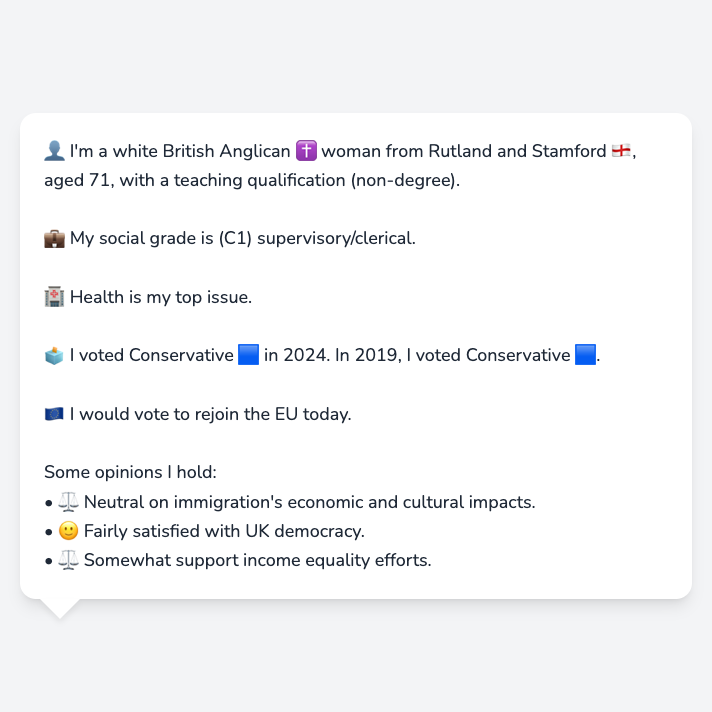 👤 I'm a white British Anglican ✝️ woman from Rutland and Stamford 🏴󠁧󠁢󠁥󠁮󠁧󠁿,
aged 71, with a teaching qualification (non-degree).
💼 My social grade is (C1) supervisory/clerical.
🏥 Health is my top issue.
🗳️ I voted Conservative 🟦 in 2024. In 2019, I voted Conservative 🟦.
🇪🇺 I would vote to rejoin the EU today.
Some opinions I hold:
• ⚖️ Neutral on immigration's economic and cultural impacts.
• 🙂 Fairly satisfied with UK democracy.
• ⚖️ Somewhat support income equality efforts.